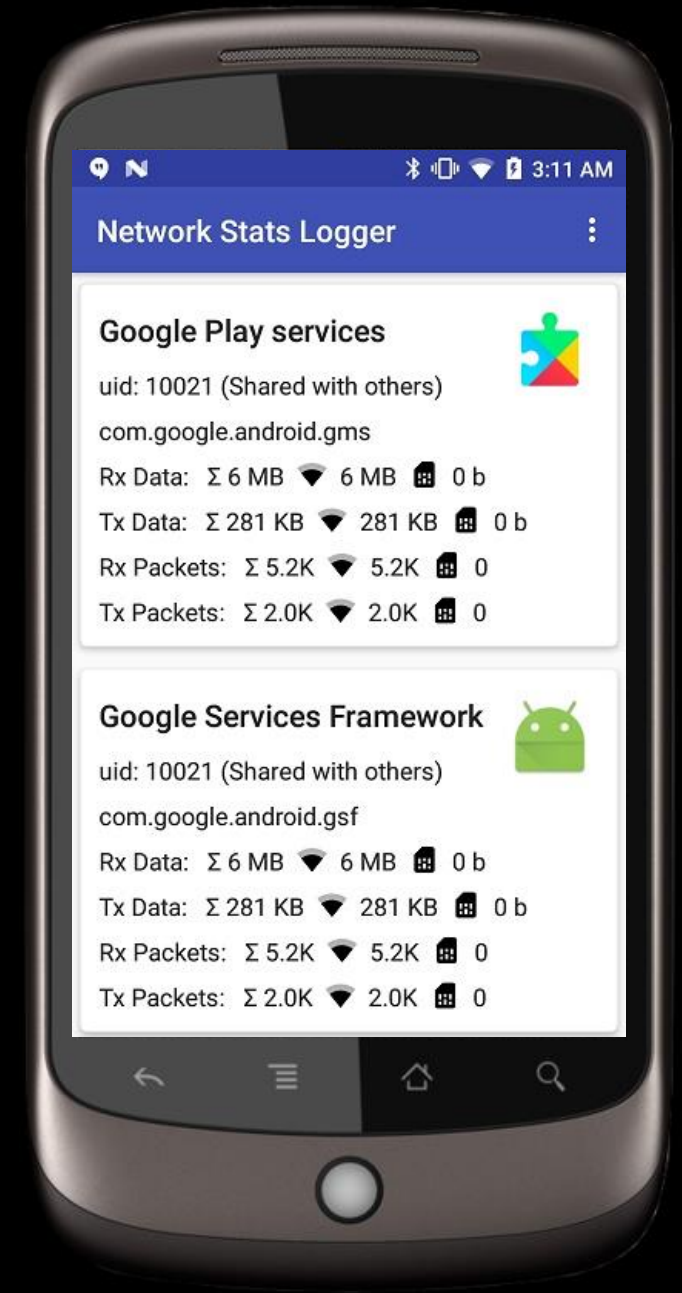 3:11 AM
Network Stats Logger
Google Play services
uid: 10021 (Shared with others)
com.google.android.gms
Rx Data: Σ 6 MB 6 MB 0 b
Tx Data: Σ 281 KB 281 KB 0 b
Rx Packets: Σ 5.2K 5.2K 0
Tx Packets: Σ 2.0K 2.0K 0
Google Services Framework
uid: 10021 (Shared with others)
com.google.android.gsf
Rx Data: Σ 6 MB 6 MB 0 b
Tx Data: Σ 281 KB 281 KB 0 b
Rx Packets: Σ 5.2K 5.2K 0
Tx Packets: Σ 2.0K 2.0K 0